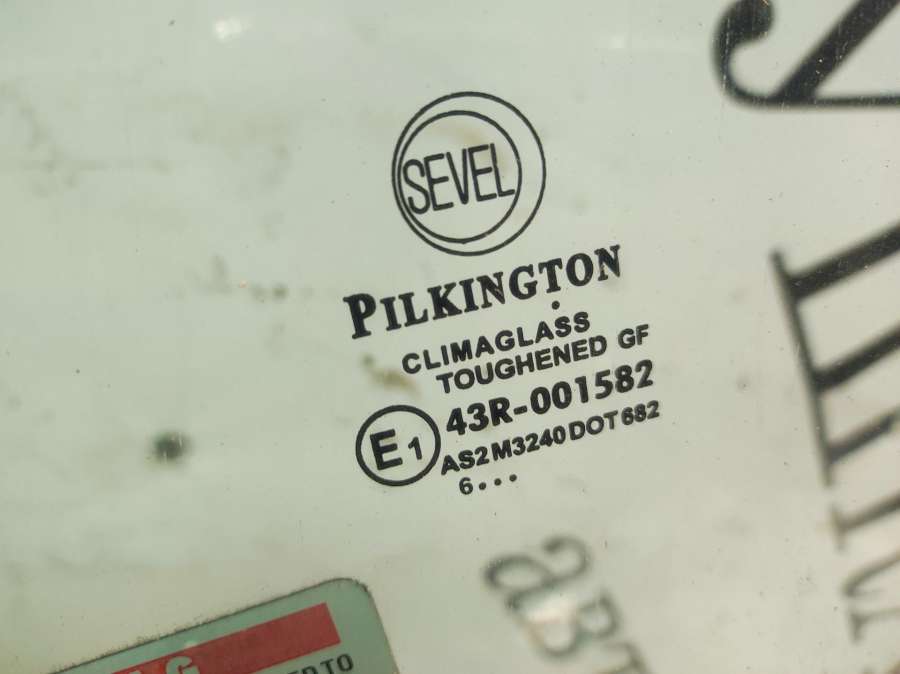 SEVEL
PILKINGTON
CLIMAGLASS
TOUGHENED GF
E1 43R-001582
AS2 M3240 DOT 682
6...